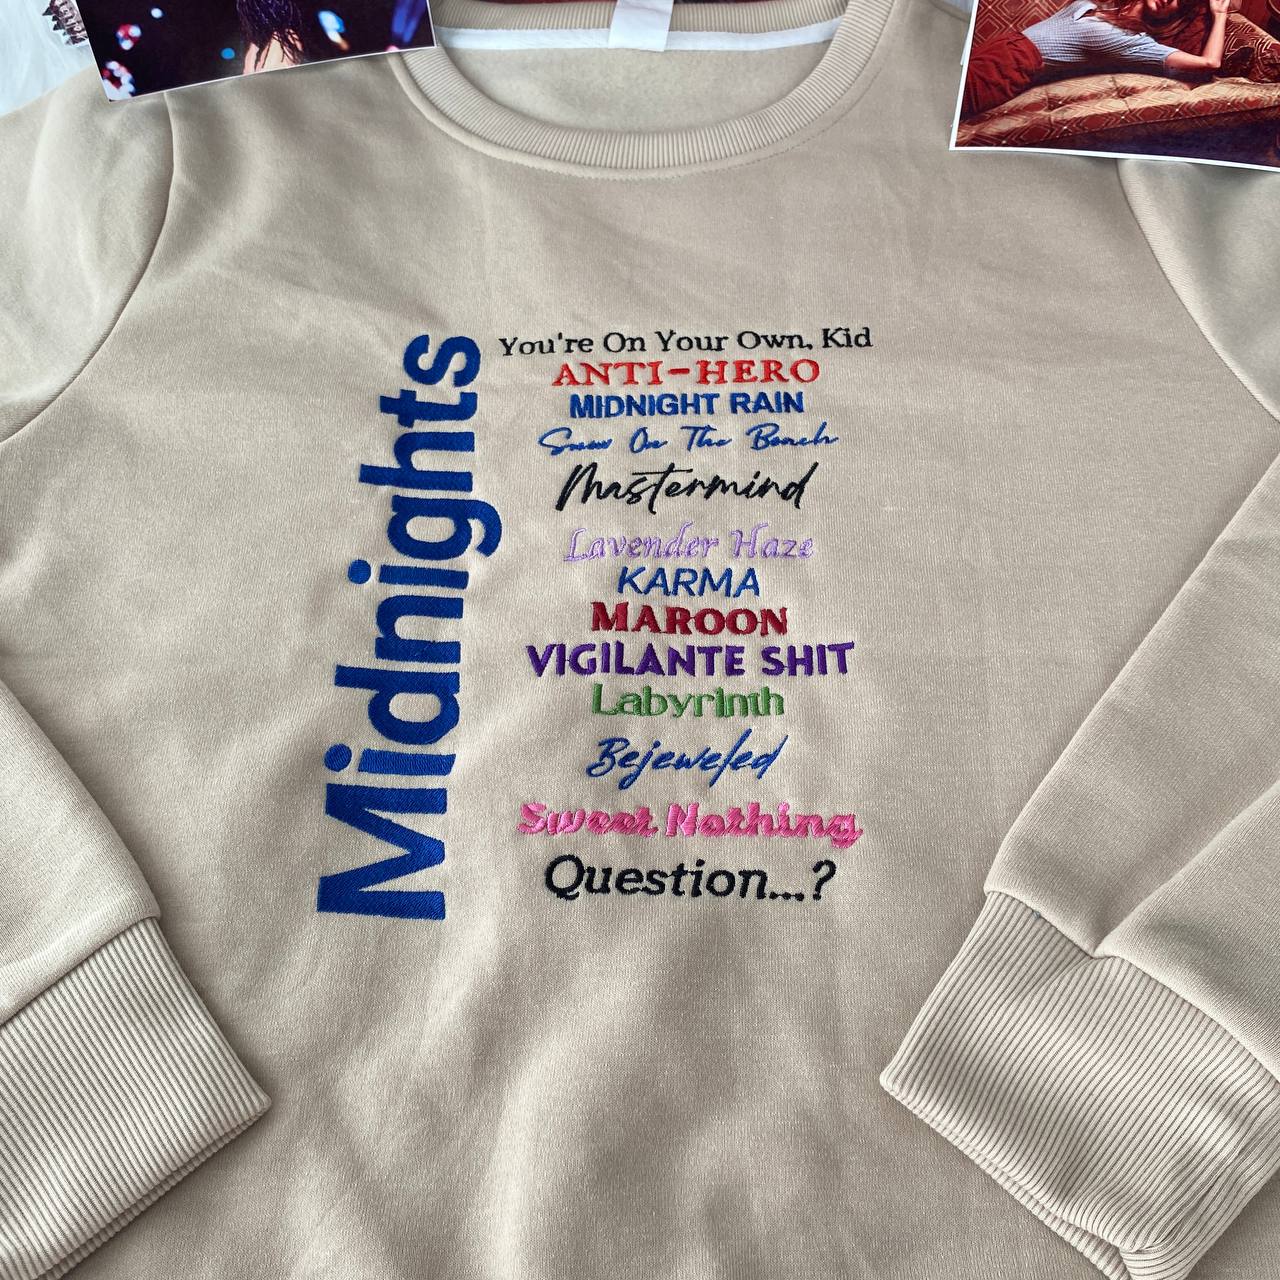 Midnights
You're On Your Own, Kid
ANTI-HERO
MIDNIGHT RAIN
Snow On The Beach
Mastermind
Lavender Haze
KARMA
MAROON
VIGILANTE SHIT
Labyrinth
Bejeweled
Sweet Nothing
Question...?